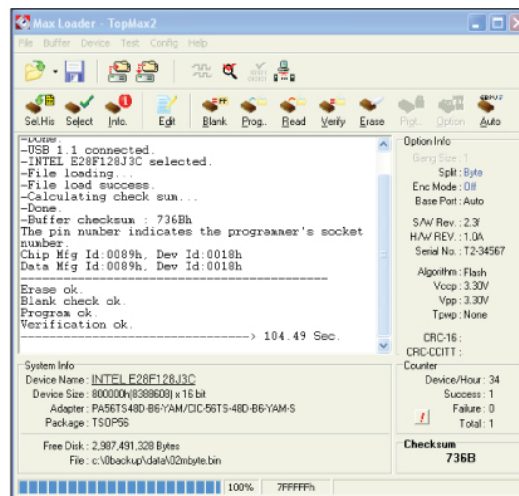 Max Loader - TopMax2
File Buffer Device Test Config Help
Sel.His Select Info. Edit Blank Prog.. Read Verify Erase Option Auto
-Done.
-USB 1.1 connected.
-INTEL E28F128J3C selected.
-File loading...
-File load success.
-Calculating check sum...
-Done.
-Buffer checksum : 736Bh
The pin number indicates the programmer's socket
number.
Chip Mfg Id:0089h, Dev Id:0018h
Data Mfg Id:0089h, Dev Id:0018h
------------------------------------------
Erase ok.
Blank check ok.
Program ok.
Verification ok.
-------------------------------> 104.49 Sec.
Option Info
Gang Size : 1
Split : Byte
Enc Mode : Off
Base Port : Auto
S/W Rev. : 2.3f
H/W REV. : 1.0A
Serial No. : T2-34567
Algorithm : Flash
Vccp : 3.30V
Vpp : 3.30V
Tpwp : None
CRC-16 :
CRC-CCITT :
System Info
Device Name : INTEL E28F128J3C
Device Size : 800000h(8388608) x 16 bit
Adapter : PA56TS48D-B6-YAM/CIC-56TS-48D-B6-YAM-S
Package : TSOP56
Free Disk : 2,987,491,328 Bytes
File : c:\0backup\data\02mbyte.bin
Counter
Device/Hour : 34
Success : 1
Failure : 0
Total : 1
Checksum
736B
100% 7FFFFFh